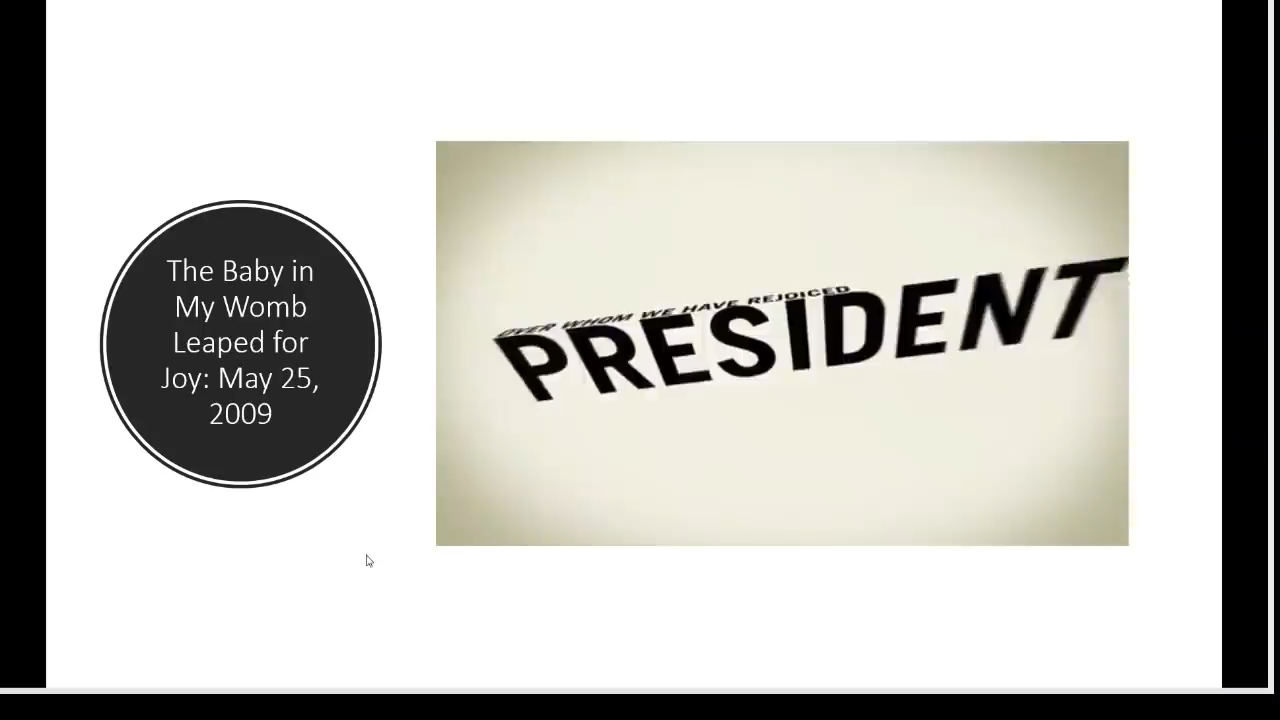 The Baby in
My Womb
Leaped for
Joy: May 25,
2009
OVER WHOM WE HAVE REJOICED
PRESIDENT